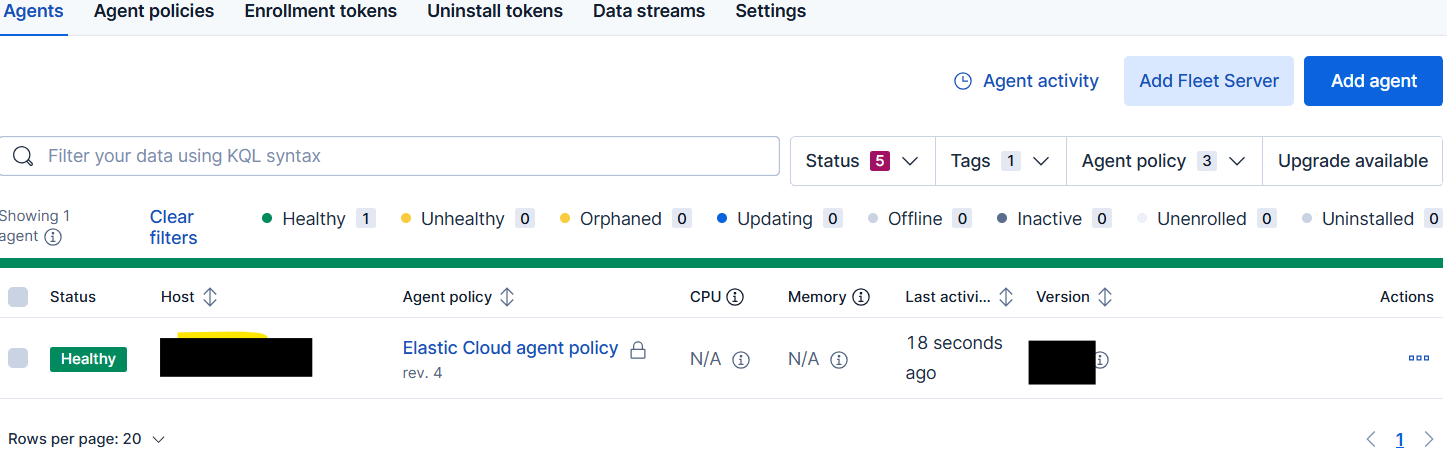 Agents Agent policies Enrollment tokens Uninstall tokens Data streams Settings
Agent activity Add Fleet Server Add agent
Filter your data using KQL syntax Status 5 Tags 1 Agent policy 3 Upgrade available
Showing 1
agent
Clear
filters
Healthy 1 Unhealthy 0 Orphaned 0 Updating 0 Offline 0 Inactive 0 Unenrolled 0 Uninstalled 0
Status Host Agent policy CPU Memory Last activi... Version Actions
Healthy Elastic Cloud agent policy N/A N/A 18 seconds
rev. 4 ago
Rows per page: 20 1